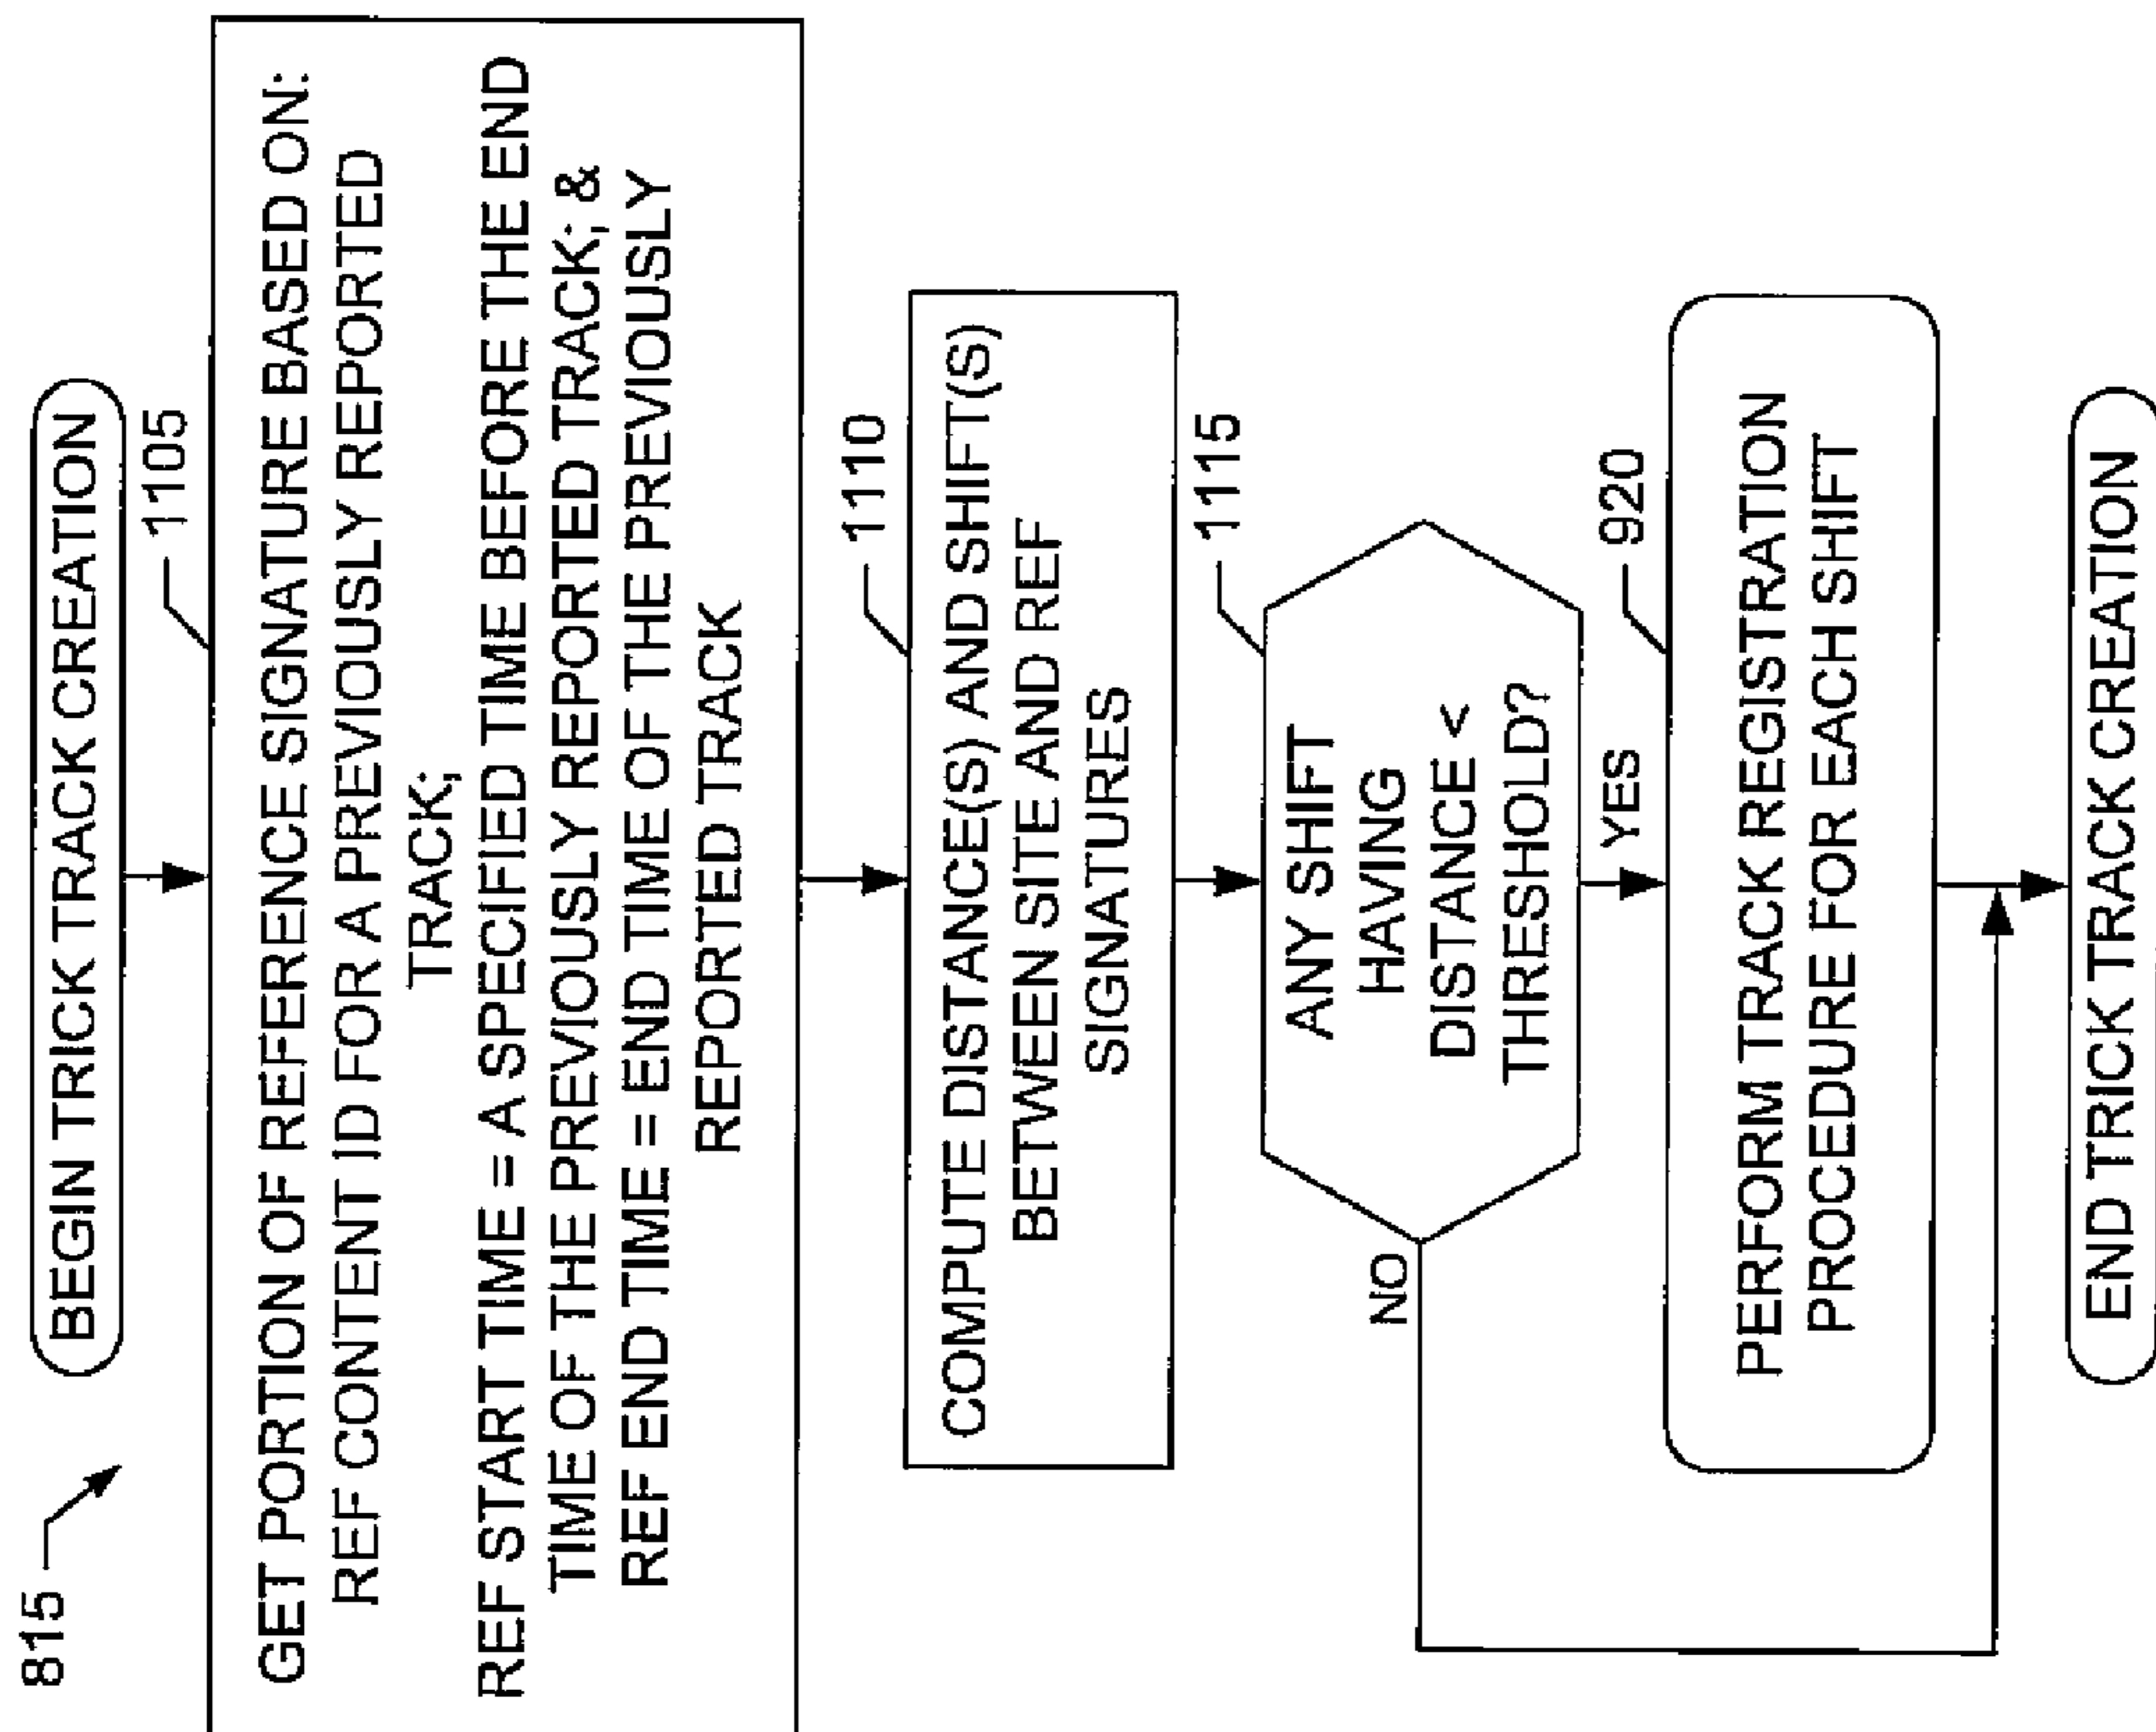 815
BEGIN TRICK TRACK CREATION
1105
GET PORTION OF REFERENCE SIGNATURE BASED ON:
REF CONTENT ID FOR A PREVIOUSLY REPORTED
TRACK;
REF START TIME = A SPECIFIED TIME BEFORE THE END
TIME OF THE PREVIOUSLY REPORTED TRACK; &
REF END TIME = END TIME OF THE PREVIOUSLY
REPORTED TRACK
1110
COMPUTE DISTANCE(S) AND SHIFT(S)
BETWEEN SITE AND REF
SIGNATURES
1115
ANY SHIFT
HAVING
DISTANCE <
THRESHOLD?
NO
YES
920
PERFORM TRACK REGISTRATION
PROCEDURE FOR EACH SHIFT
END TRICK TRACK CREATION